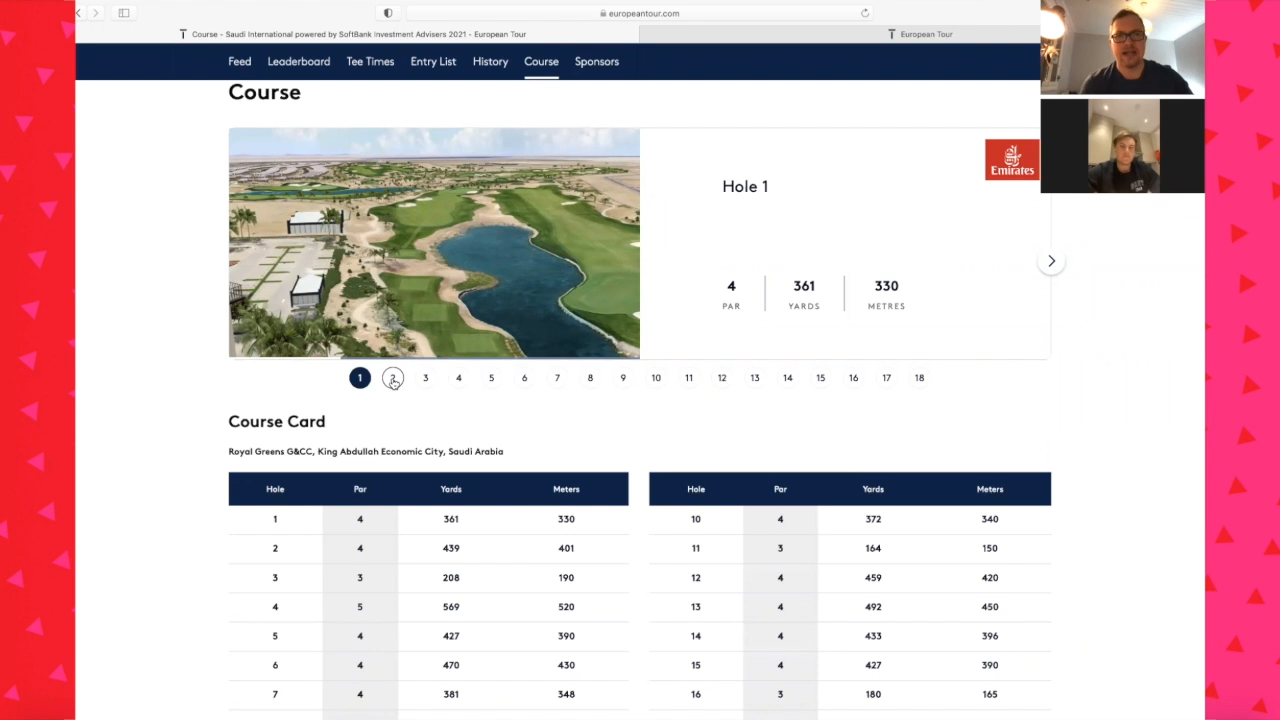 europeantour.com
Course - Saudi International powered by SoftBank Investment Advisers 2021 - European Tour
European Tour
Feed Leaderboard Tee Times Entry List History Course Sponsors
Course
Emirates
Hole 1
4 361 330
PAR YARDS METRES
1 2 3 4 5 6 7 8 9 10 11 12 13 14 15 16 17 18
Course Card
Royal Greens G&CC, King Abdullah Economic City, Saudi Arabia
Hole Par Yards Meters Hole Par Yards Meters
1 4 361 330 10 4 372 340
2 4 439 401 11 3 164 150
3 3 208 190 12 4 459 420
4 5 569 520 13 4 492 450
5 4 427 390 14 4 433 396
6 4 470 430 15 4 427 390
7 4 381 348 16 3 180 165